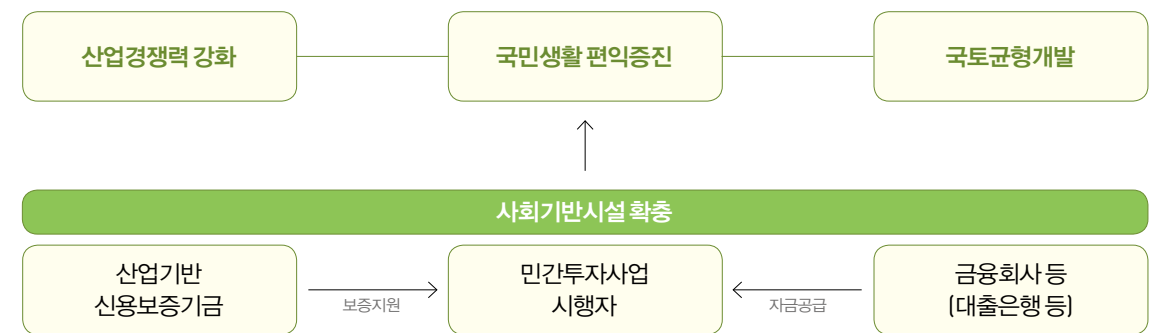 산업경쟁력 강화
국민생활 편익증진
국토균형개발
사회기반시설 확충
산업기반
신용보증기금
보증지원
민간투자사업
시행자
자금공급
금융회사 등
(대출은행 등)